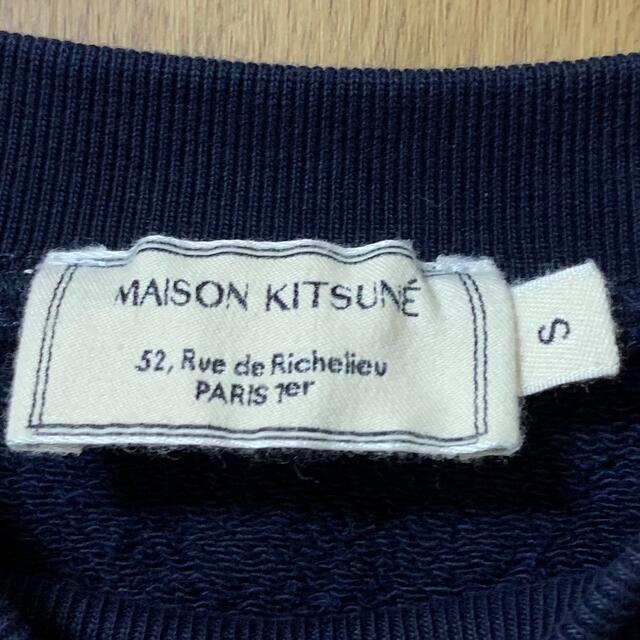 MAISON KITSUNÉ
52, Rue de Richelieu
PARIS 1er
S